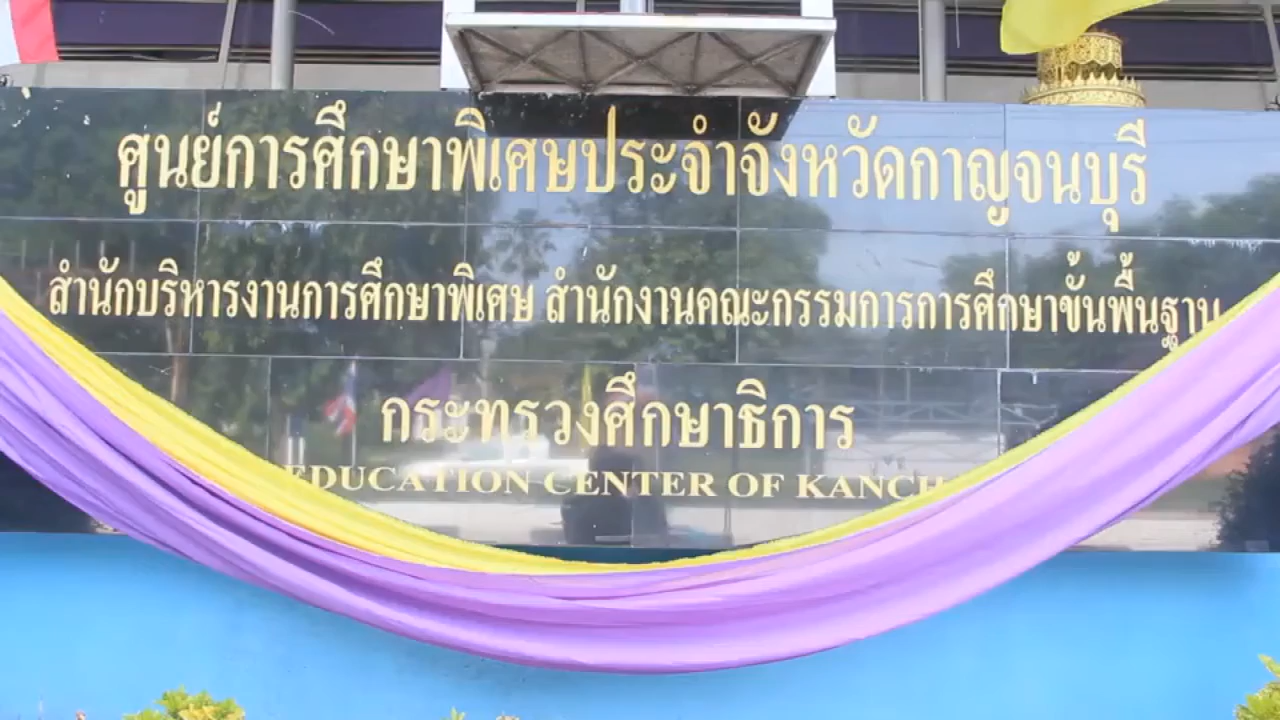 ศูนย์การศึกษาพิเศษประจำจังหวัดกาญจนบุรี
สำนักบริหารงานการศึกษาพิเศษ สำนักงานคณะกรรมการการศึกษาขั้นพื้นฐาน
กระทรวงศึกษาธิการ
EDUCATION CENTER OF KANCH